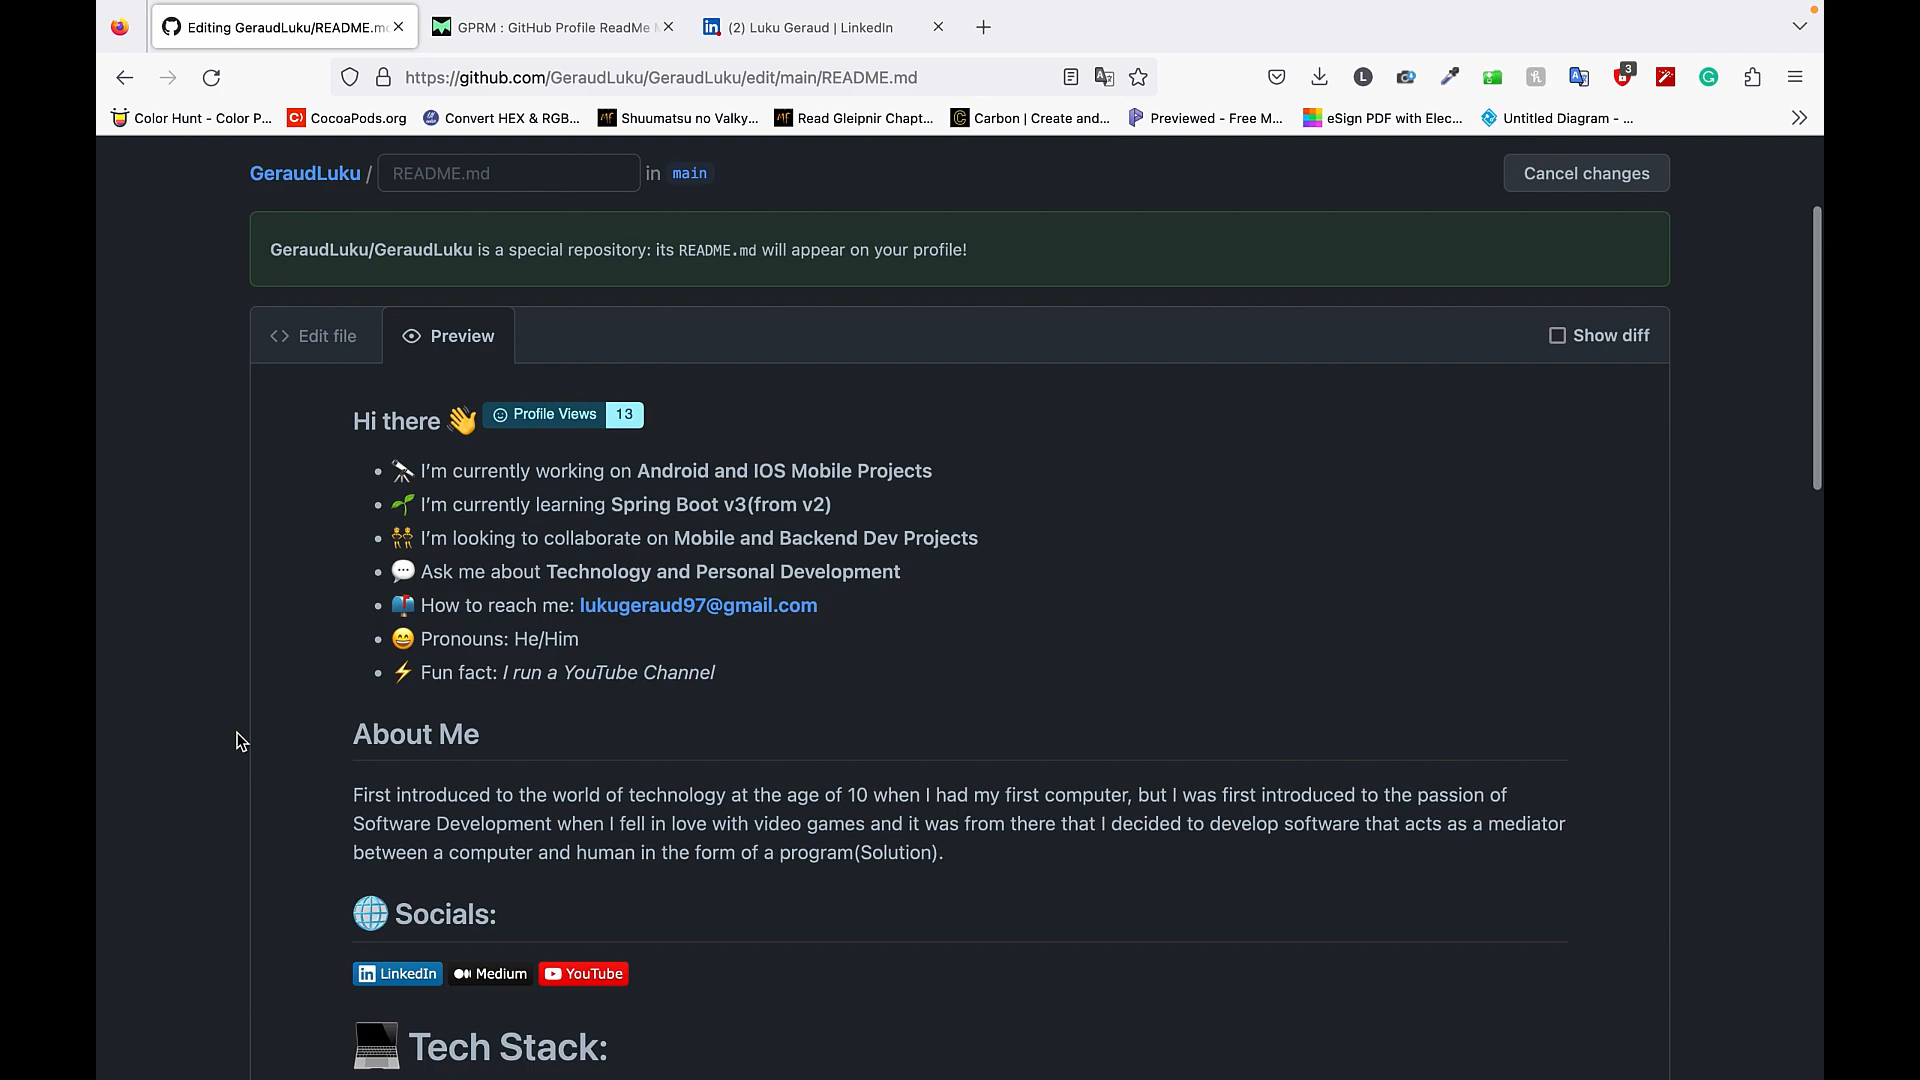 Editing GeraudLuku/README.m
GPRM : GitHub Profile ReadMe
(2) Luku Geraud | LinkedIn
https://github.com/GeraudLuku/GeraudLuku/edit/main/README.md
L
3
Color Hunt - Color P...
CocoaPods.org
Convert HEX & RGB...
Shuumatsu no Valky...
Read Gleipnir Chapt...
Carbon | Create and...
Previewed - Free M...
eSign PDF with Elec...
Untitled Diagram - ...
GeraudLuku / README.md in main
Cancel changes
GeraudLuku/GeraudLuku is a special repository: its README.md will appear on your profile!
<> Edit file
Preview
Show diff
Hi there 👋 Profile Views 13
🔭 I’m currently working on Android and IOS Mobile Projects
🌱 I’m currently learning Spring Boot v3(from v2)
👯 I’m looking to collaborate on Mobile and Backend Dev Projects
💬 Ask me about Technology and Personal Development
📫 How to reach me: lukugeraud97@gmail.com
😄 Pronouns: He/Him
⚡ Fun fact: I run a YouTube Channel
About Me
First introduced to the world of technology at the age of 10 when I had my first computer, but I was first introduced to the passion of
Software Development when I fell in love with video games and it was from there that I decided to develop software that acts as a mediator
between a computer and human in the form of a program(Solution).
🌐 Socials:
LinkedIn Medium YouTube
💻 Tech Stack: